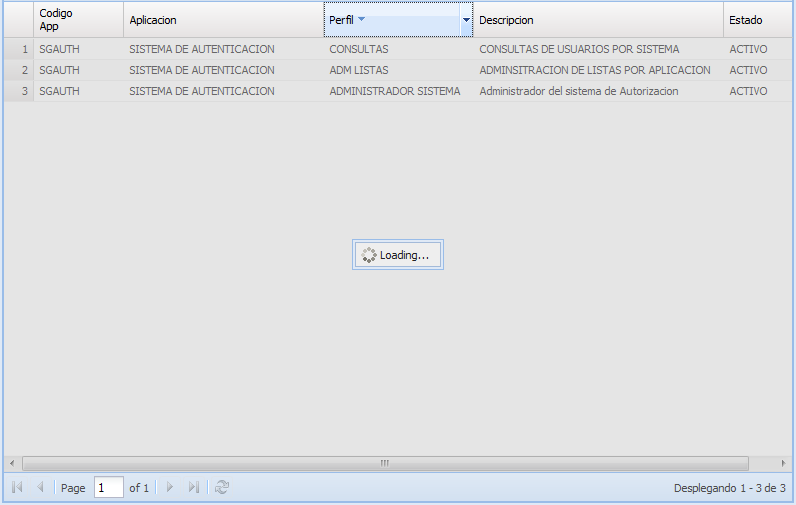 Codigo App Aplicacion Perfil Descripcion Estado
1 SGAUTH SISTEMA DE AUTENTICACION CONSULTAS CONSULTAS DE USUARIOS POR SISTEMA ACTIVO
2 SGAUTH SISTEMA DE AUTENTICACION ADM LISTAS ADMINSITRACION DE LISTAS POR APLICACION ACTIVO
3 SGAUTH SISTEMA DE AUTENTICACION ADMINISTRADOR SISTEMA Administrador del sistema de Autorizacion ACTIVO
Loading...
Page 1 of 1 Desplegando 1 - 3 de 3